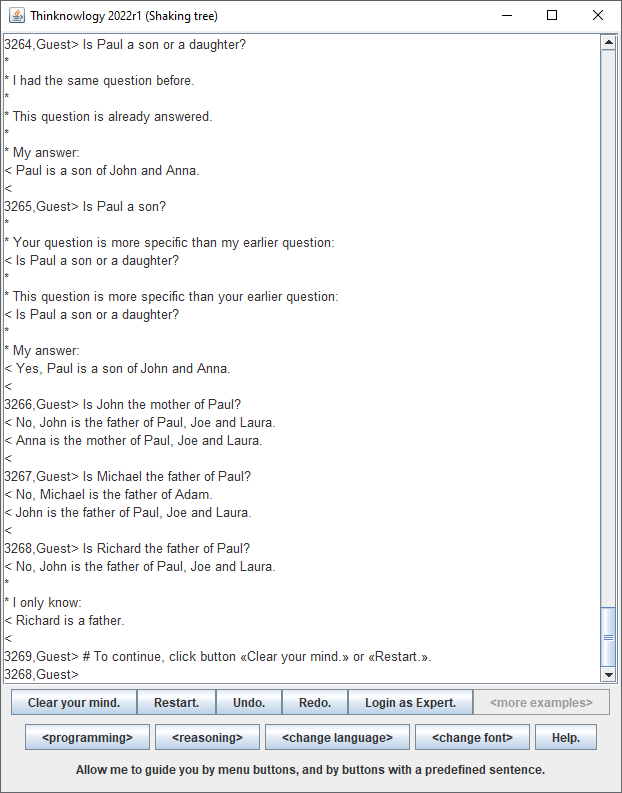 Thinknowlogy 2022r1 (Shaking tree)
3264,Guest> Is Paul a son or a daughter?
*
* I had the same question before.
*
* This question is already answered.
*
* My answer:
< Paul is a son of John and Anna.
<
3265,Guest> Is Paul a son?
*
* Your question is more specific than my earlier question:
< Is Paul a son or a daughter?
*
* This question is more specific than your earlier question:
< Is Paul a son or a daughter?
*
* My answer:
< Yes, Paul is a son of John and Anna.
<
3266,Guest> Is John the mother of Paul?
< No, John is the father of Paul, Joe and Laura.
< Anna is the mother of Paul, Joe and Laura.
<
3267,Guest> Is Michael the father of Paul?
< No, Michael is the father of Adam.
< John is the father of Paul, Joe and Laura.
<
3268,Guest> Is Richard the father of Paul?
< No, John is the father of Paul, Joe and Laura.
*
* I only know:
< Richard is a father.
<
3269,Guest> # To continue, click button «Clear your mind.» or «Restart.».
3268,Guest>
Clear your mind. Restart. Undo. Redo. Login as Expert. <more examples>
<programming> <reasoning> <change language> <change font> Help.
Allow me to guide you by menu buttons, and by buttons with a predefined sentence.